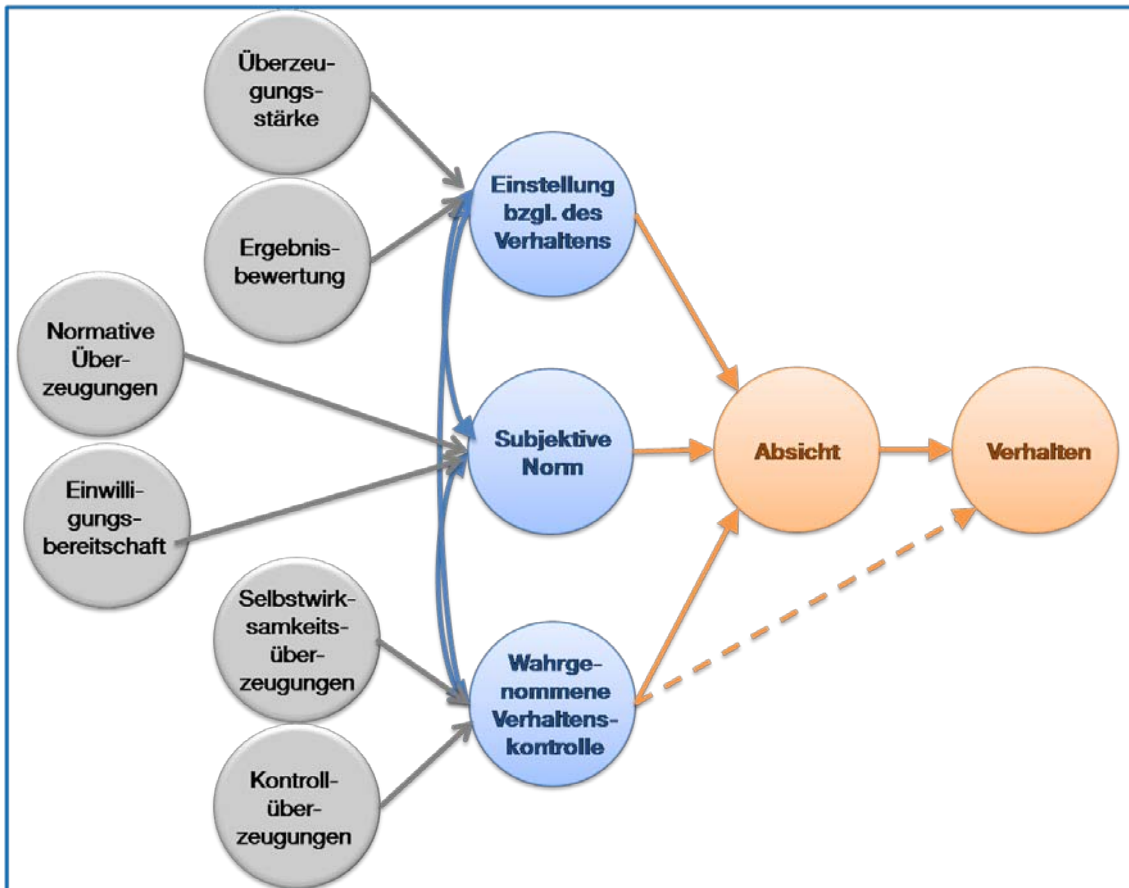 Überzeu-
gungs-
stärke
Ergebnis-
bewertung
Normative
Über-
zeugungen
Einwilli-
gungs-
bereitschaft
Selbstwirk-
samkeits-
über-
zeugungen
Kontroll-
über-
zeugungen
Einstellung
bzgl. des
Verhaltens
Subjektive
Norm
Wahrge-
nommene
Verhaltens-
kontrolle
Absicht
Verhalten